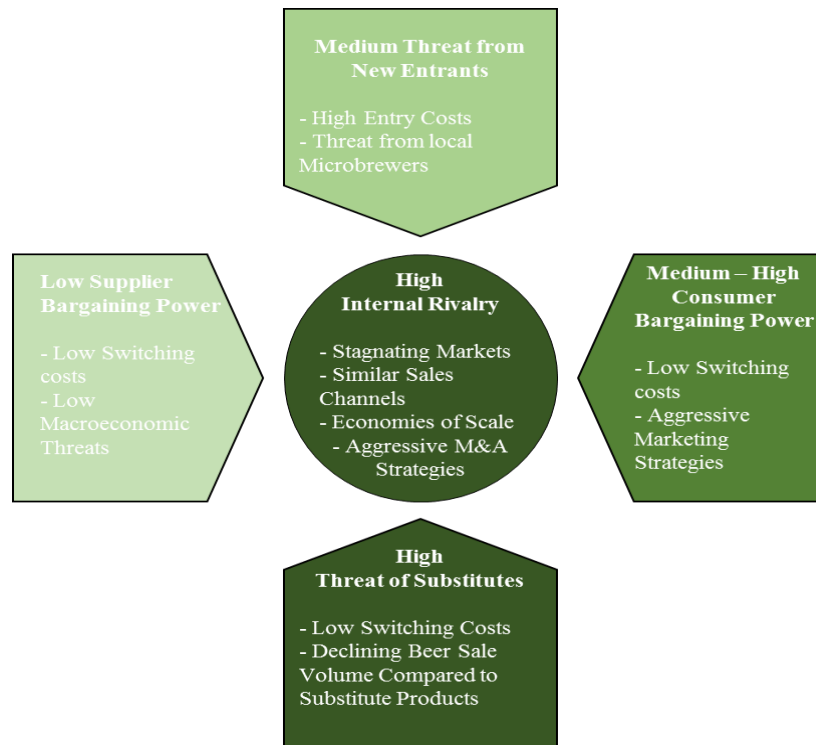 Medium Threat from
New Entrants
- High Entry Costs
- Threat from local
Microbrewers
Low Supplier
Bargaining Power
- Low Switching
costs
- Low
Macroeconomic
Threats
High
Internal Rivalry
- Stagnating Markets
- Similar Sales
Channels
- Economies of Scale
- Aggressive M&A
Strategies
Medium – High
Consumer
Bargaining Power
- Low Switching
costs
- Aggressive
Marketing
Strategies
High
Threat of Substitutes
- Low Switching Costs
- Declining Beer Sale
Volume Compared to
Substitute Products